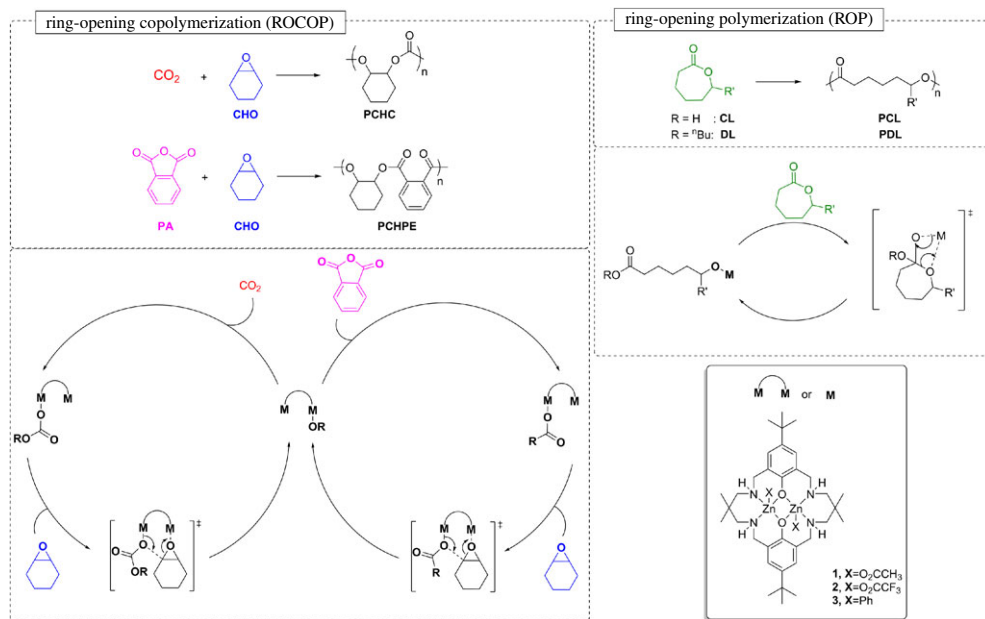 ring-opening copolymerization (ROCOP)
CO2 + CHO
O
O O O n
PCHC
O O O
PA + CHO
O
O O O O n
PCHPE
ring-opening polymerization (ROP)
O O R'
R = H : CL
R = nBu: DL
O O R' n
PCL
PDL
O O R'
RO O O M R'
O M RO O R' ‡
CO2
O O O
M M
O
RO O
M M
OR
M M
O
R O
O
M M
O O
O OR
‡
M M
O O
O R
‡
O
M M or M
H N X O N H
Zn Zn
H N O X N H
1, X=O2CCH3
2, X=O2CCF3
3, X=Ph